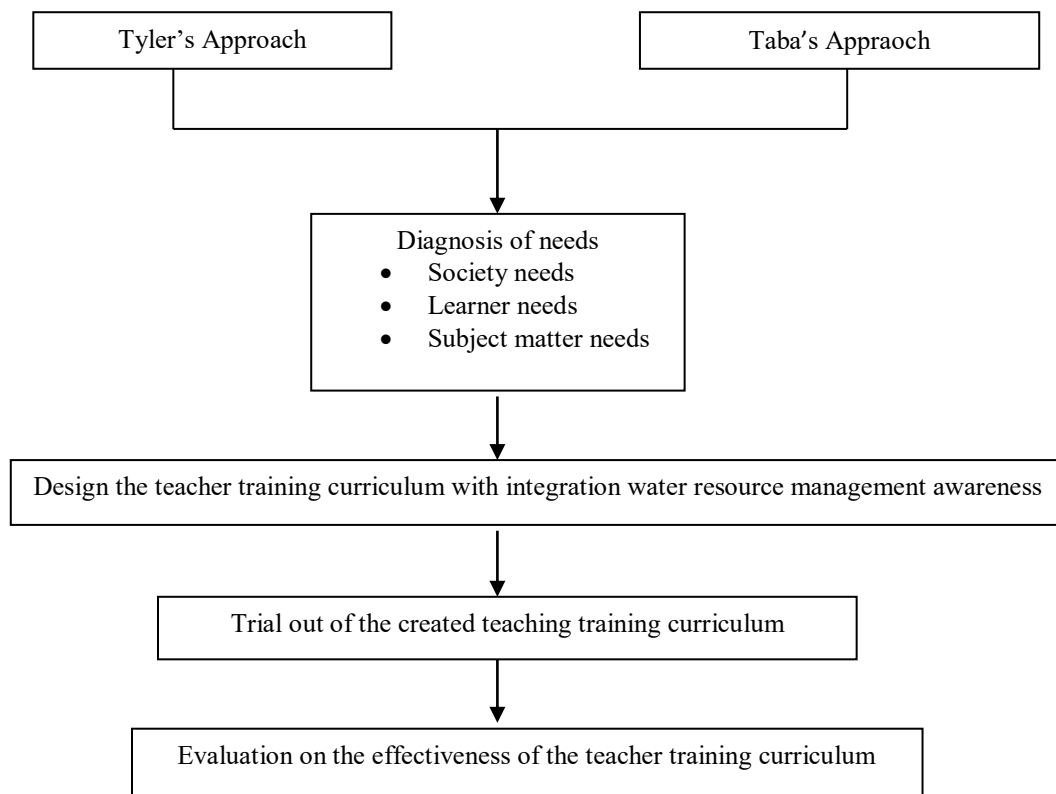 Tyler’s Approach
Taba’s Appraoch
Diagnosis of needs
• Society needs
• Learner needs
• Subject matter needs
Design the teacher training curriculum with integration water resource management awareness
Trial out of the created teaching training curriculum
Evaluation on the effectiveness of the teacher training curriculum